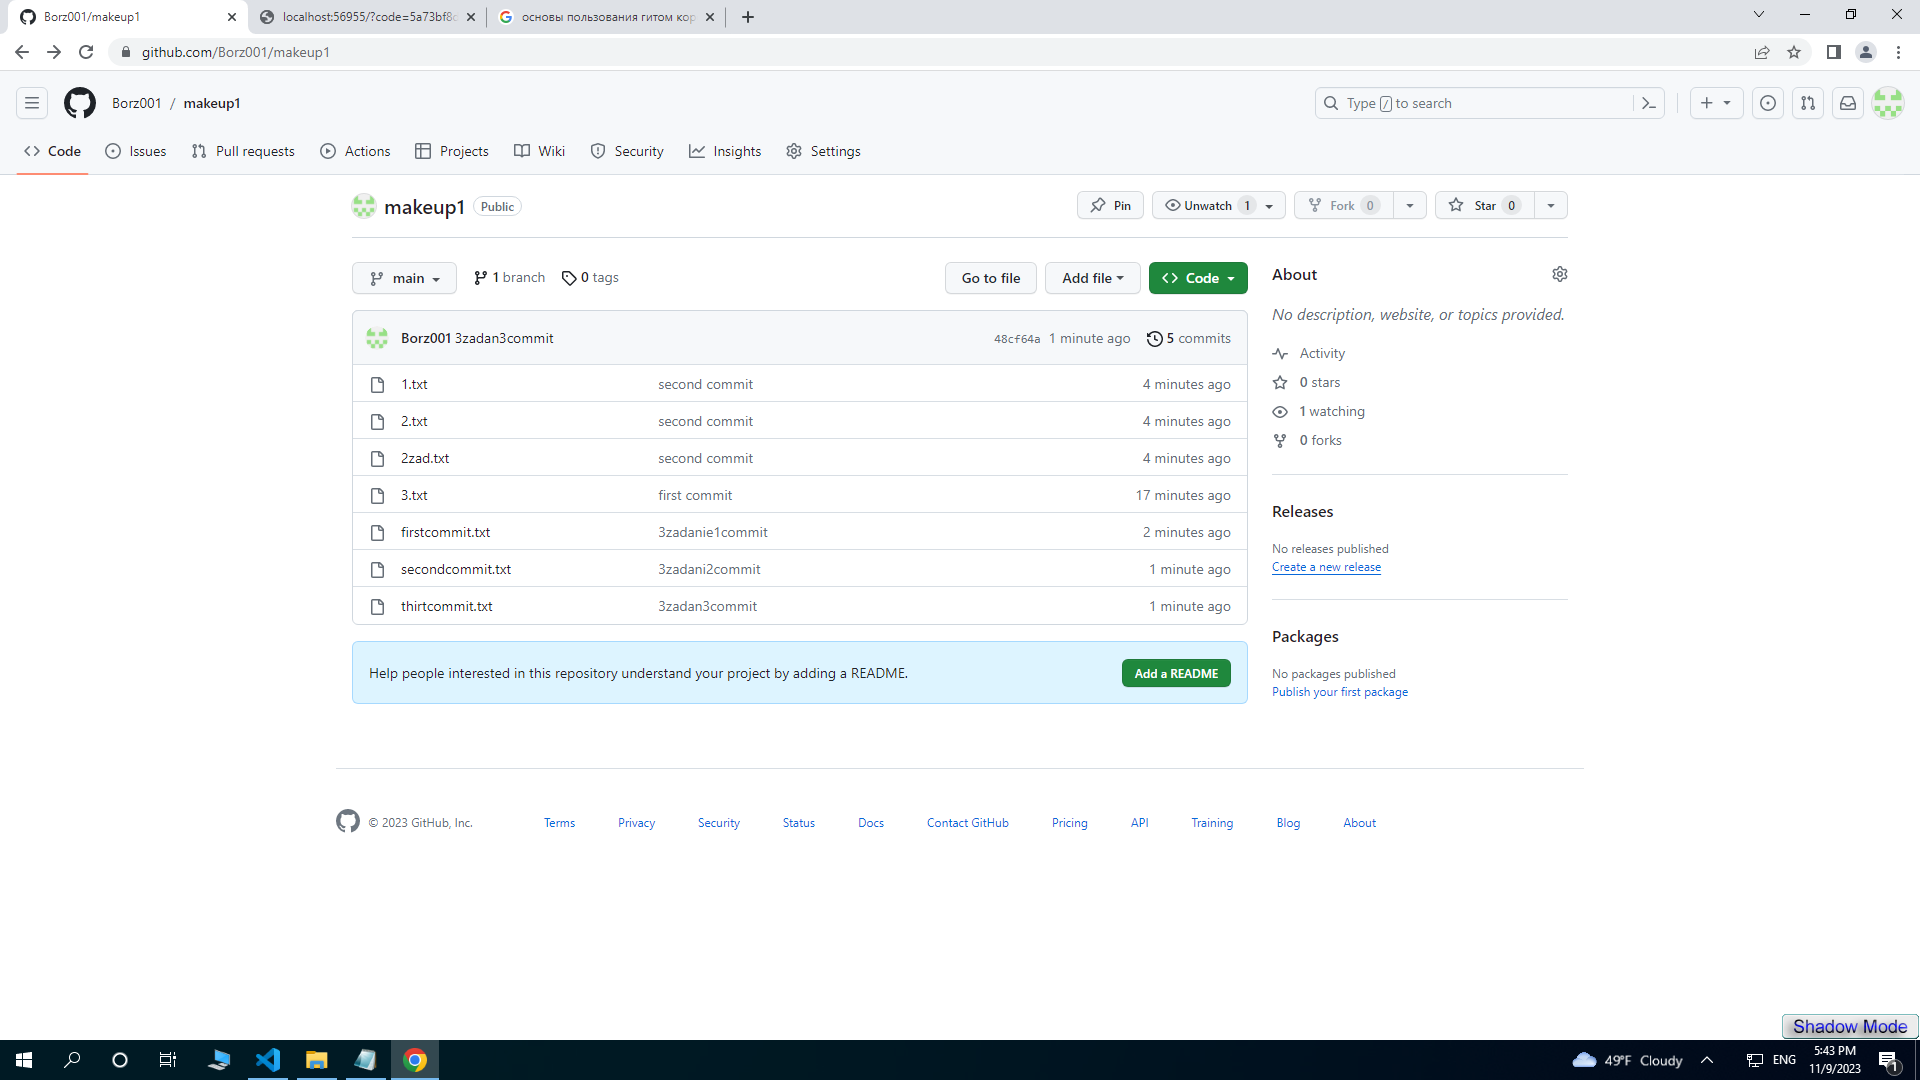 Borz001/makeup1
localhost:56955/?code=5a73bf8c
основы пользования гитом кор
github.com/Borz001/makeup1
Borz001 / makeup1
Type / to search
Code Issues Pull requests Actions Projects Wiki Security Insights Settings
makeup1 Public
Pin Unwatch 1 Fork 0 Star 0
main 1 branch 0 tags Go to file Add file Code
Borz001 3zadan3commit 48cf64a 1 minute ago 5 commits
1.txt second commit 4 minutes ago
2.txt second commit 4 minutes ago
2zad.txt second commit 4 minutes ago
3.txt first commit 17 minutes ago
firstcommit.txt 3zadanie1commit 2 minutes ago
secondcommit.txt 3zadani2commit 1 minute ago
thirtcommit.txt 3zadan3commit 1 minute ago
Help people interested in this repository understand your project by adding a README. Add a README
About
No description, website, or topics provided.
Activity
0 stars
1 watching
0 forks
Releases
No releases published
Create a new release
Packages
No packages published
Publish your first package
© 2023 GitHub, Inc. Terms Privacy Security Status Docs Contact GitHub Pricing API Training Blog About
Shadow Mode
49°F Cloudy ENG 5:43 PM
11/9/2023
1